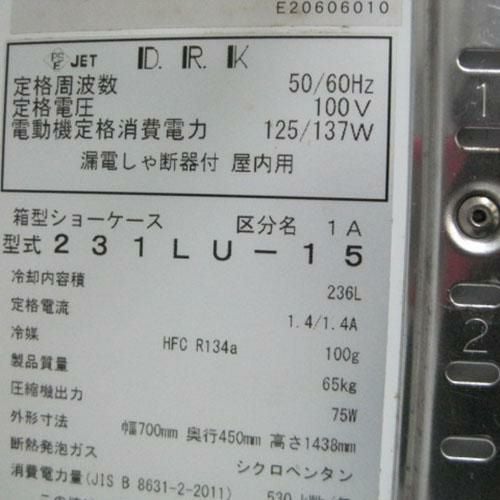 E20606010
PS E JET D. R. K
定格周波数 50/60Hz
定格電圧 100V
電動機定格消費電力 125/137W
漏電しゃ断器付 屋内用
箱型ショーケース 区分名 1A
型式 231LU-15
冷却内容積 236L
定格電流 1.4/1.4A
冷媒 HFC R134a 100g
製品質量 65kg
圧縮機出力 75W
外形寸法 幅700mm 奥行450mm 高さ1438mm
断熱発泡ガス シクロペンタン
消費電力量(JIS B 8631-2-2011) 530
1
2